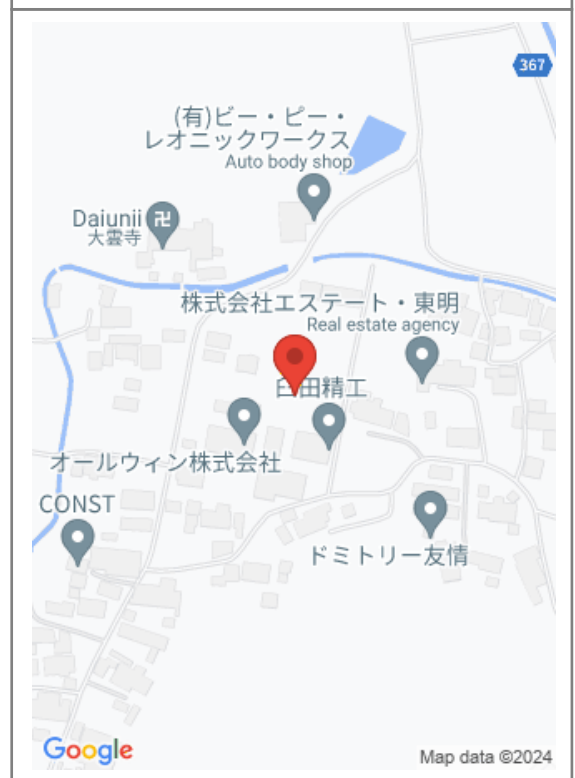 367
(有)ビー・ピー・
レオニックワークス
Auto body shop
Daiunji
大雲寺
卍
株式会社エステート・東明
Real estate agency
臼田精工
オールウィン株式会社
CONST
ドミトリー友情
Google
Map data ©2024